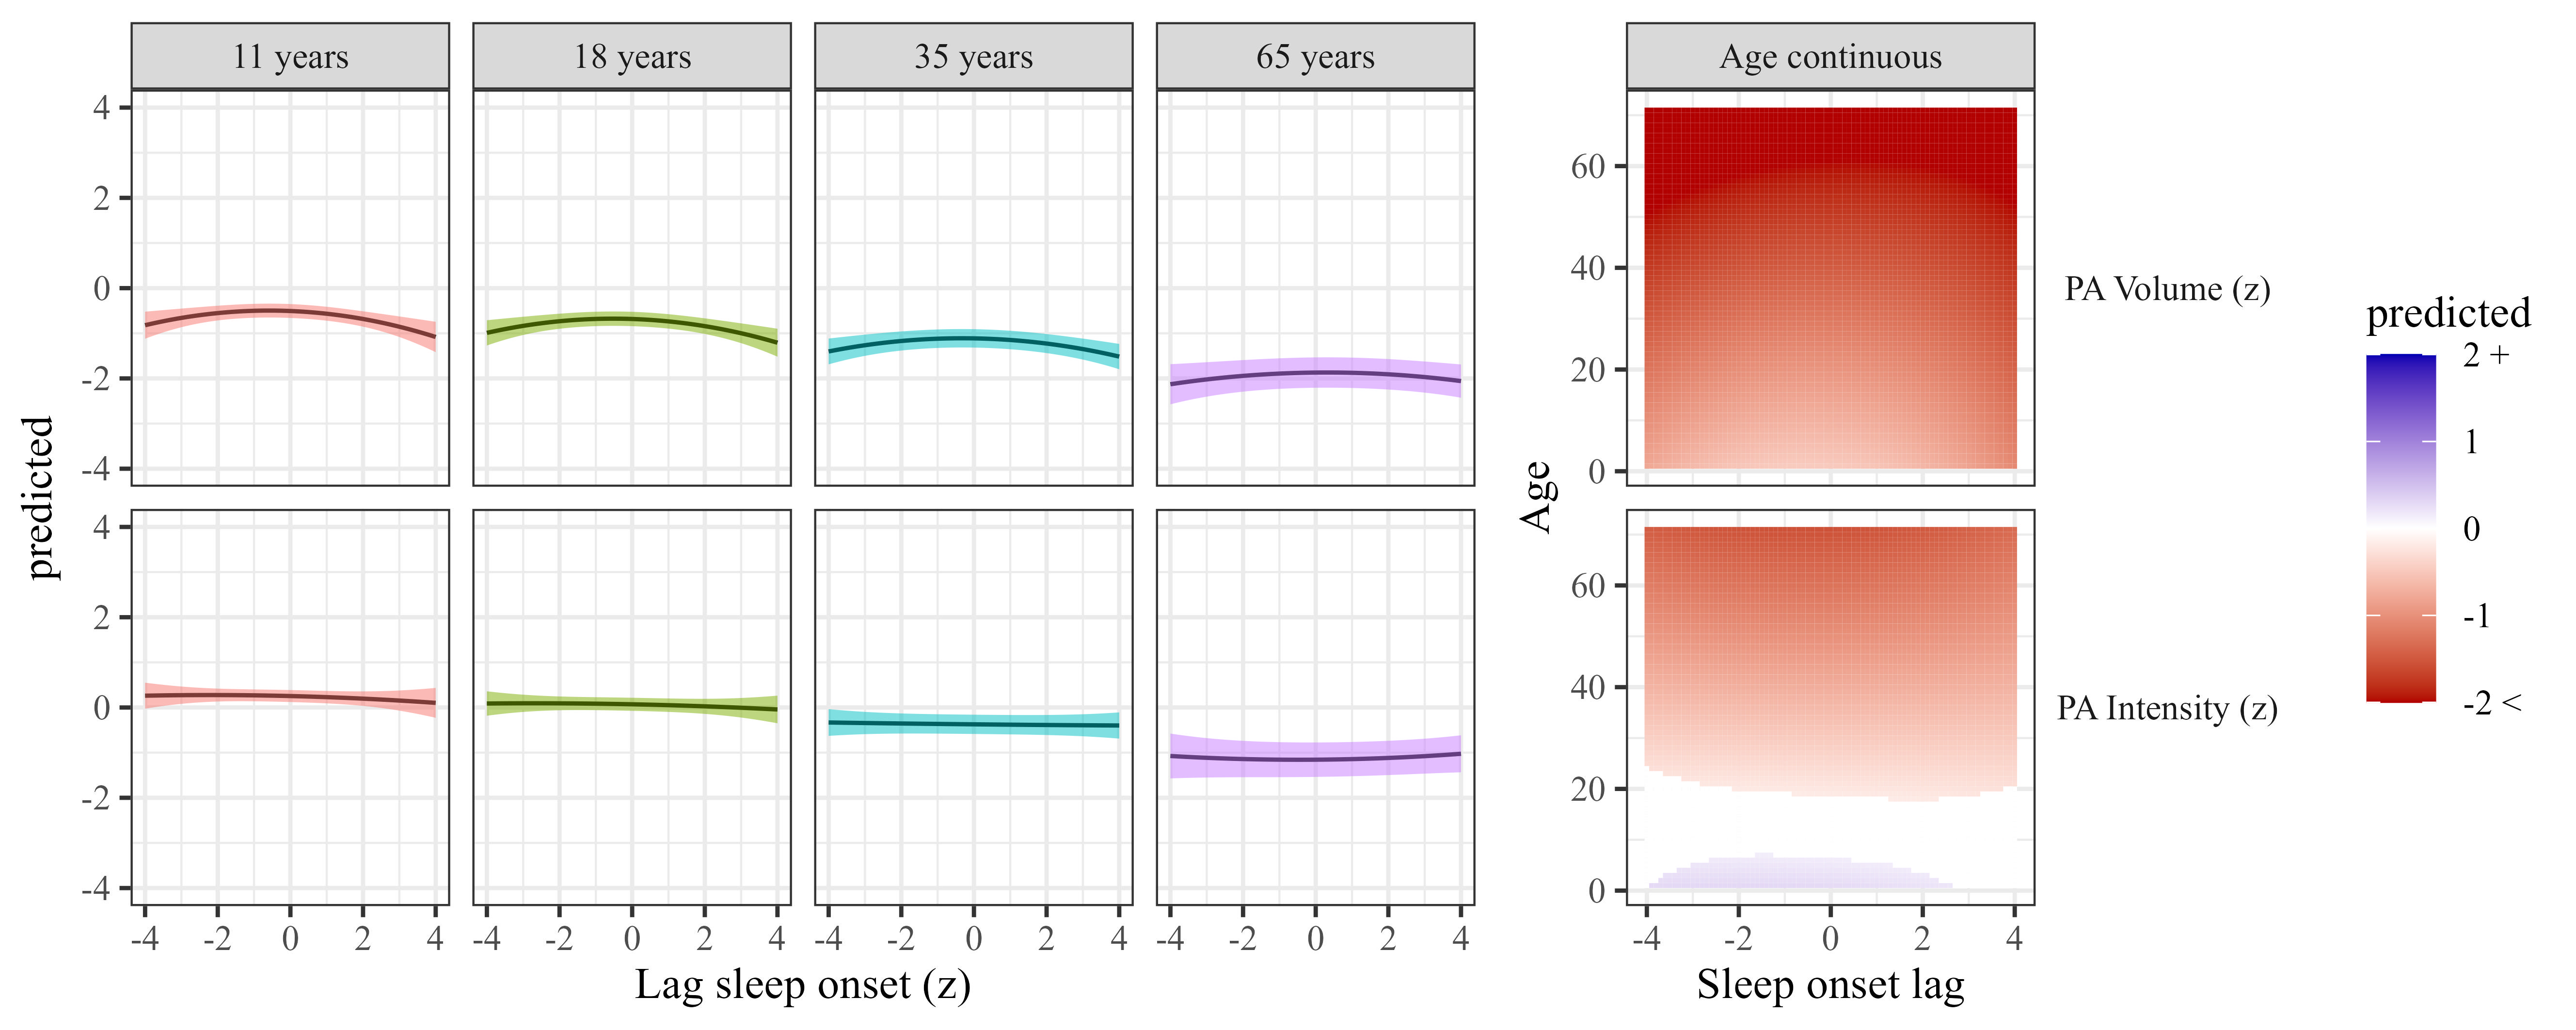 11 years
18 years
35 years
65 years
Age continuous
4
2
0
-2
-4
60
40
20
0
PA Volume (z)
4
2
0
-2
-4
60
40
20
0
PA Intensity (z)
predicted
Age
predicted
2 +
1
0
-1
-2 <
-4 -2 0 2 4
-4 -2 0 2 4
-4 -2 0 2 4
-4 -2 0 2 4
-4 -2 0 2 4
Lag sleep onset (z)
Sleep onset lag